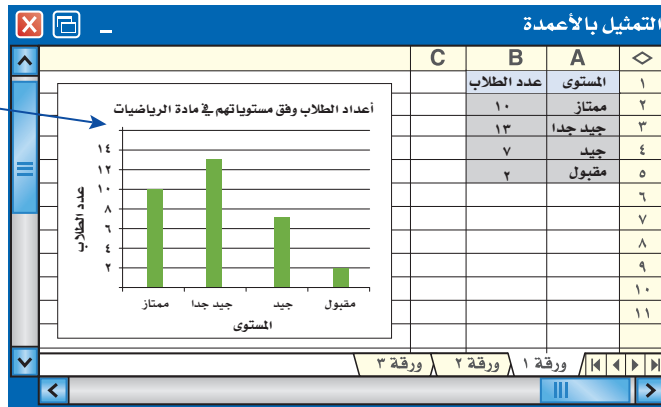 التمثيل بالأعمدة
A B C
١ المستوى عدد الطلاب
٢ ممتاز ١٠
٣ جيد جدا ١٣
٤ جيد ٧
٥ مقبول ٢
٦
٧
٨
٩
١٠
١١
أعداد الطلاب وفق مستوياتهم في مادة الرياضيات
١٤
١٢
١٠
٨
٦
٤
٢
عدد الطلاب
ممتاز جيد جدا جيد مقبول
المستوى
ورقة ١ ورقة ٢ ورقة ٣